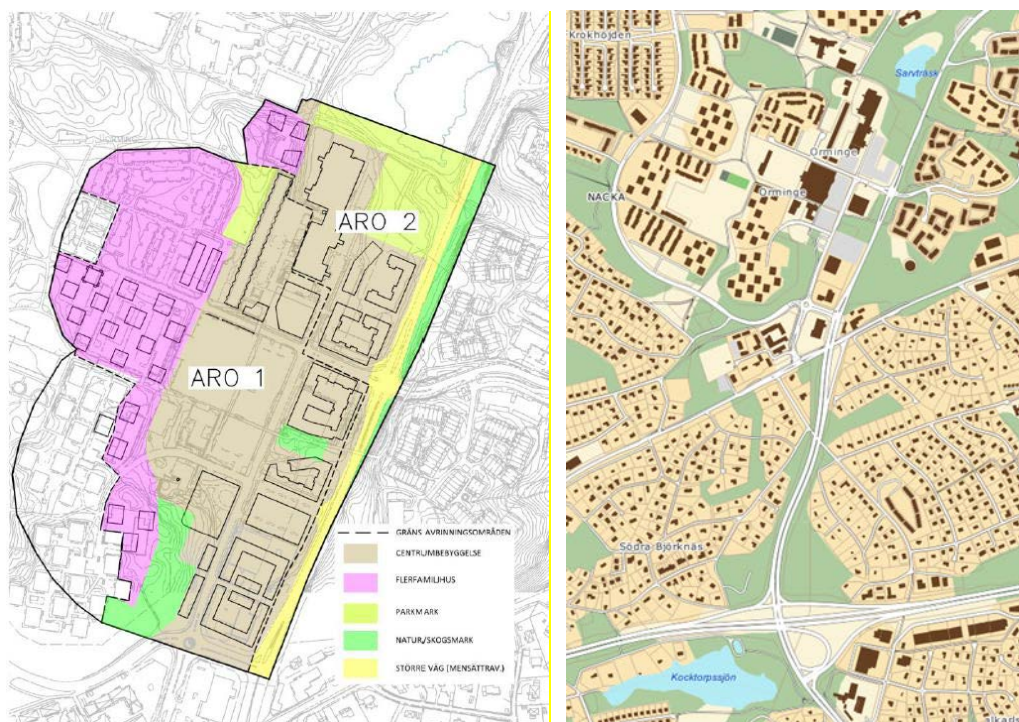 ARO 2
ARO 1
GRÄNS AVRINNINGSOMRÅDEN
CENTRUMBEBYGGELSE
FLERFAMILIHUS
PARKMARK
NATUR/SKOGSMARK
STÖRRE VÄG (MENSÄTTRAV.)
Krokhöjden
Sarvträsk
Orminge
Orminge
NACKA
Södra Björknäs
Kocktorpssjön